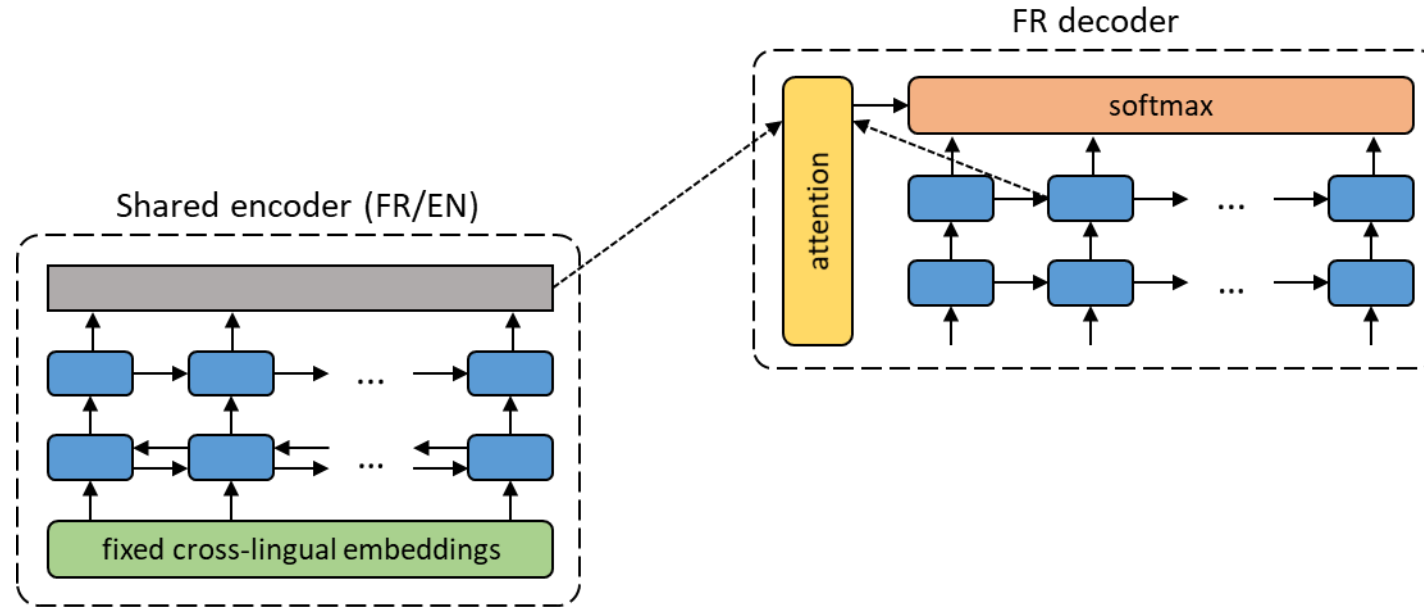 FR decoder
softmax
attention
...
...
Shared encoder (FR/EN)
...
...
fixed cross-lingual embeddings